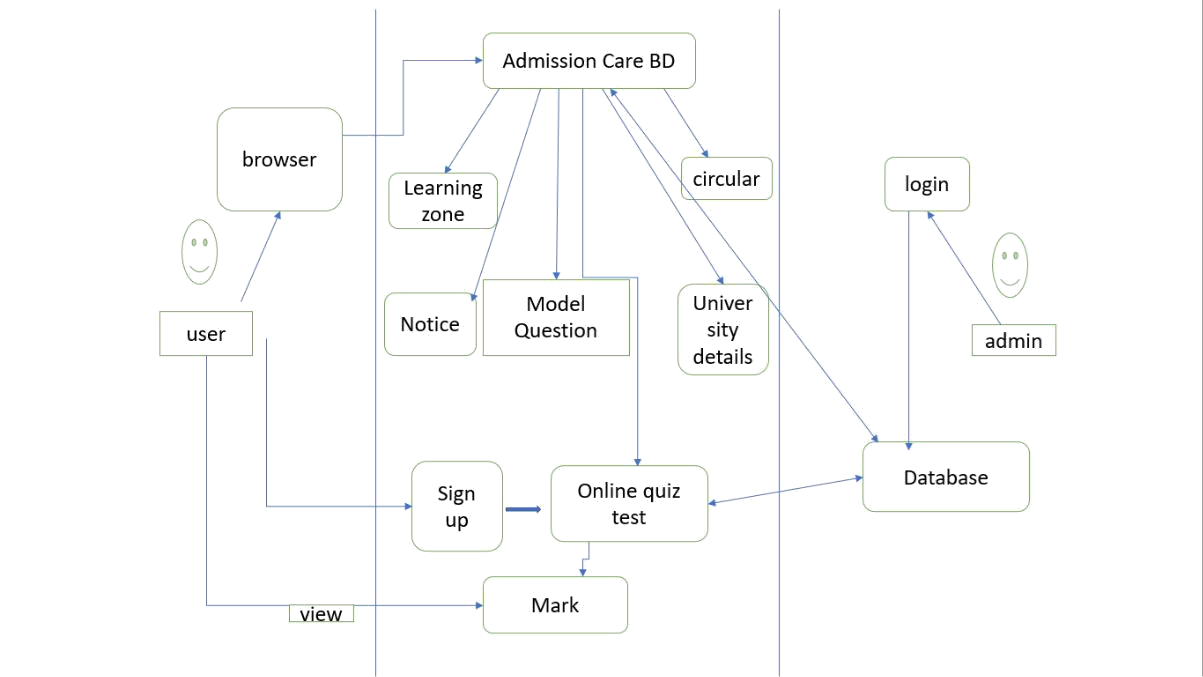 Admission Care BD
browser
Learning
zone
circular
login
user
Notice
Model
Question
Univer
sity
details
admin
Sign
up
Online quiz
test
Database
view
Mark